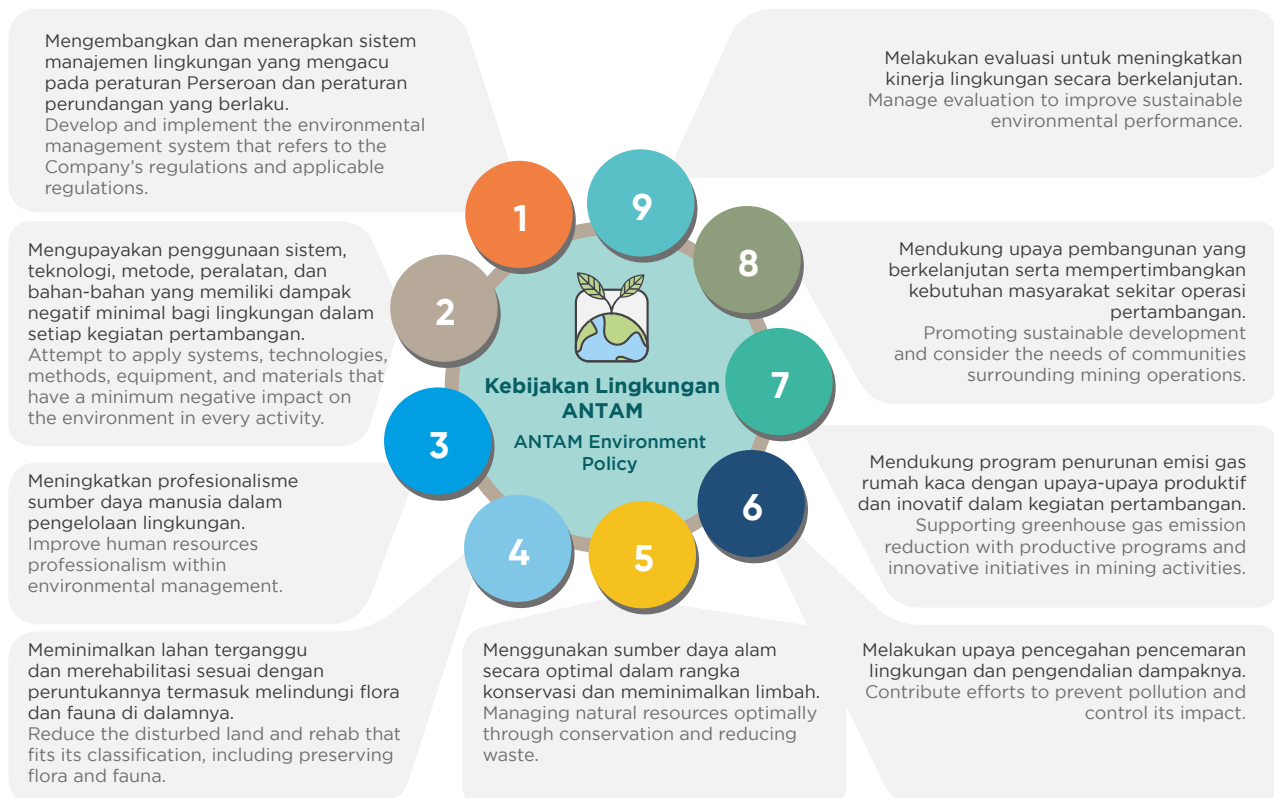 Mengembangkan dan menerapkan sistem
manajemen lingkungan yang mengacu
pada peraturan Perseroan dan peraturan
perundangan yang berlaku.
Develop and implement the environmental
management system that refers to the
Company's regulations and applicable
regulations.
1
Mengupayakan penggunaan sistem,
teknologi, metode, peralatan, dan
bahan-bahan yang memiliki dampak
negatif minimal bagi lingkungan dalam
setiap kegiatan pertambangan.
Attempt to apply systems, technologies,
methods, equipment, and materials that
have a minimum negative impact on
the environment in every activity.
2
Meningkatkan profesionalisme
sumber daya manusia dalam
pengelolaan lingkungan.
Improve human resources
professionalism within
environmental management.
3
Meminimalkan lahan terganggu
dan merehabilitasi sesuai dengan
peruntukannya termasuk melindungi flora
dan fauna di dalamnya.
Reduce the disturbed land and rehab that
fits its classification, including preserving
flora and fauna.
4
Kebijakan Lingkungan
ANTAM
ANTAM Environment
Policy
5
Menggunakan sumber daya alam
secara optimal dalam rangka
konservasi dan meminimalkan limbah.
Managing natural resources optimally
through conservation and reducing
waste.
6
Melakukan upaya pencegahan pencemaran
lingkungan dan pengendalian dampaknya.
Contribute efforts to prevent pollution and
control its impact.
7
Mendukung program penurunan emisi gas
rumah kaca dengan upaya-upaya produktif
dan inovatif dalam kegiatan pertambangan.
Supporting greenhouse gas emission
reduction with productive programs and
innovative initiatives in mining activities.
8
Mendukung upaya pembangunan yang
berkelanjutan serta mempertimbangkan
kebutuhan masyarakat sekitar operasi
pertambangan.
Promoting sustainable development
and consider the needs of communities
surrounding mining operations.
9
Melakukan evaluasi untuk meningkatkan
kinerja lingkungan secara berkelanjutan.
Manage evaluation to improve sustainable
environmental performance.